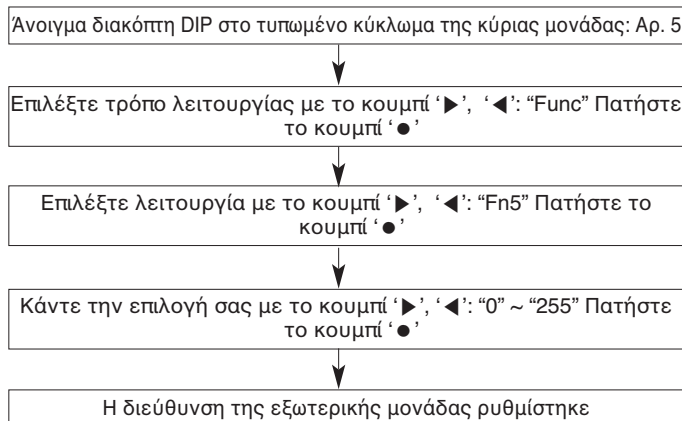 Άνοιγμα διακόπτη DIP στο τυπωμένο κύκλωμα της κύριας μονάδας: Αρ. 5
Επιλέξτε τρόπο λειτουργίας με το κουμπί ‘▶’, ‘◀’: “Func” Πατήστε
το κουμπί ‘●’
Επιλέξτε λειτουργία με το κουμπί ‘▶’, ‘◀’: “Fn5” Πατήστε το
κουμπί ‘●’
Κάντε την επιλογή σας με το κουμπί ‘▶’, ‘◀’: “0” ~ “255” Πατήστε
το κουμπί ‘●’
Η διεύθυνση της εξωτερικής μονάδας ρυθμίστηκε